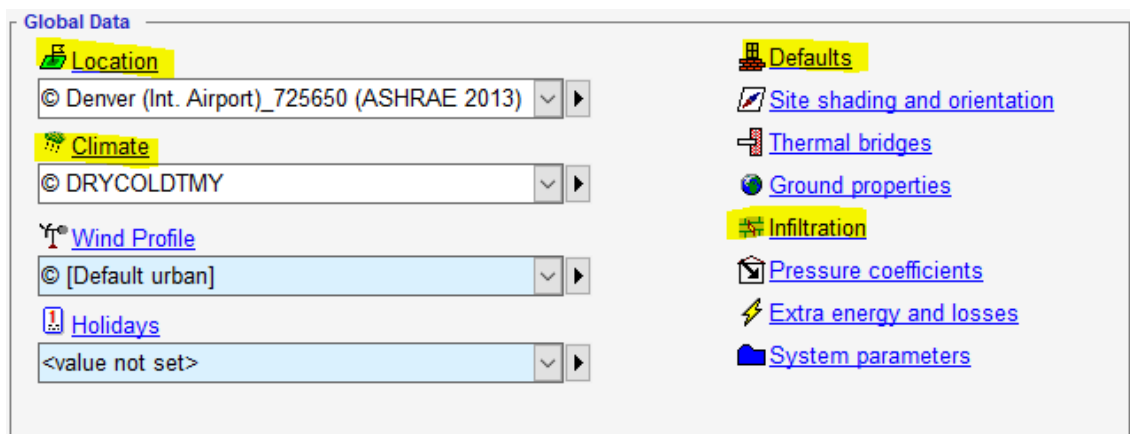 Global Data
Location
© Denver (Int. Airport)_725650 (ASHRAE 2013)
Climate
© DRYCOLDTMY
Wind Profile
© [Default urban]
Holidays
<value not set>
Defaults
Site shading and orientation
Thermal bridges
Ground properties
Infiltration
Pressure coefficients
Extra energy and losses
System parameters